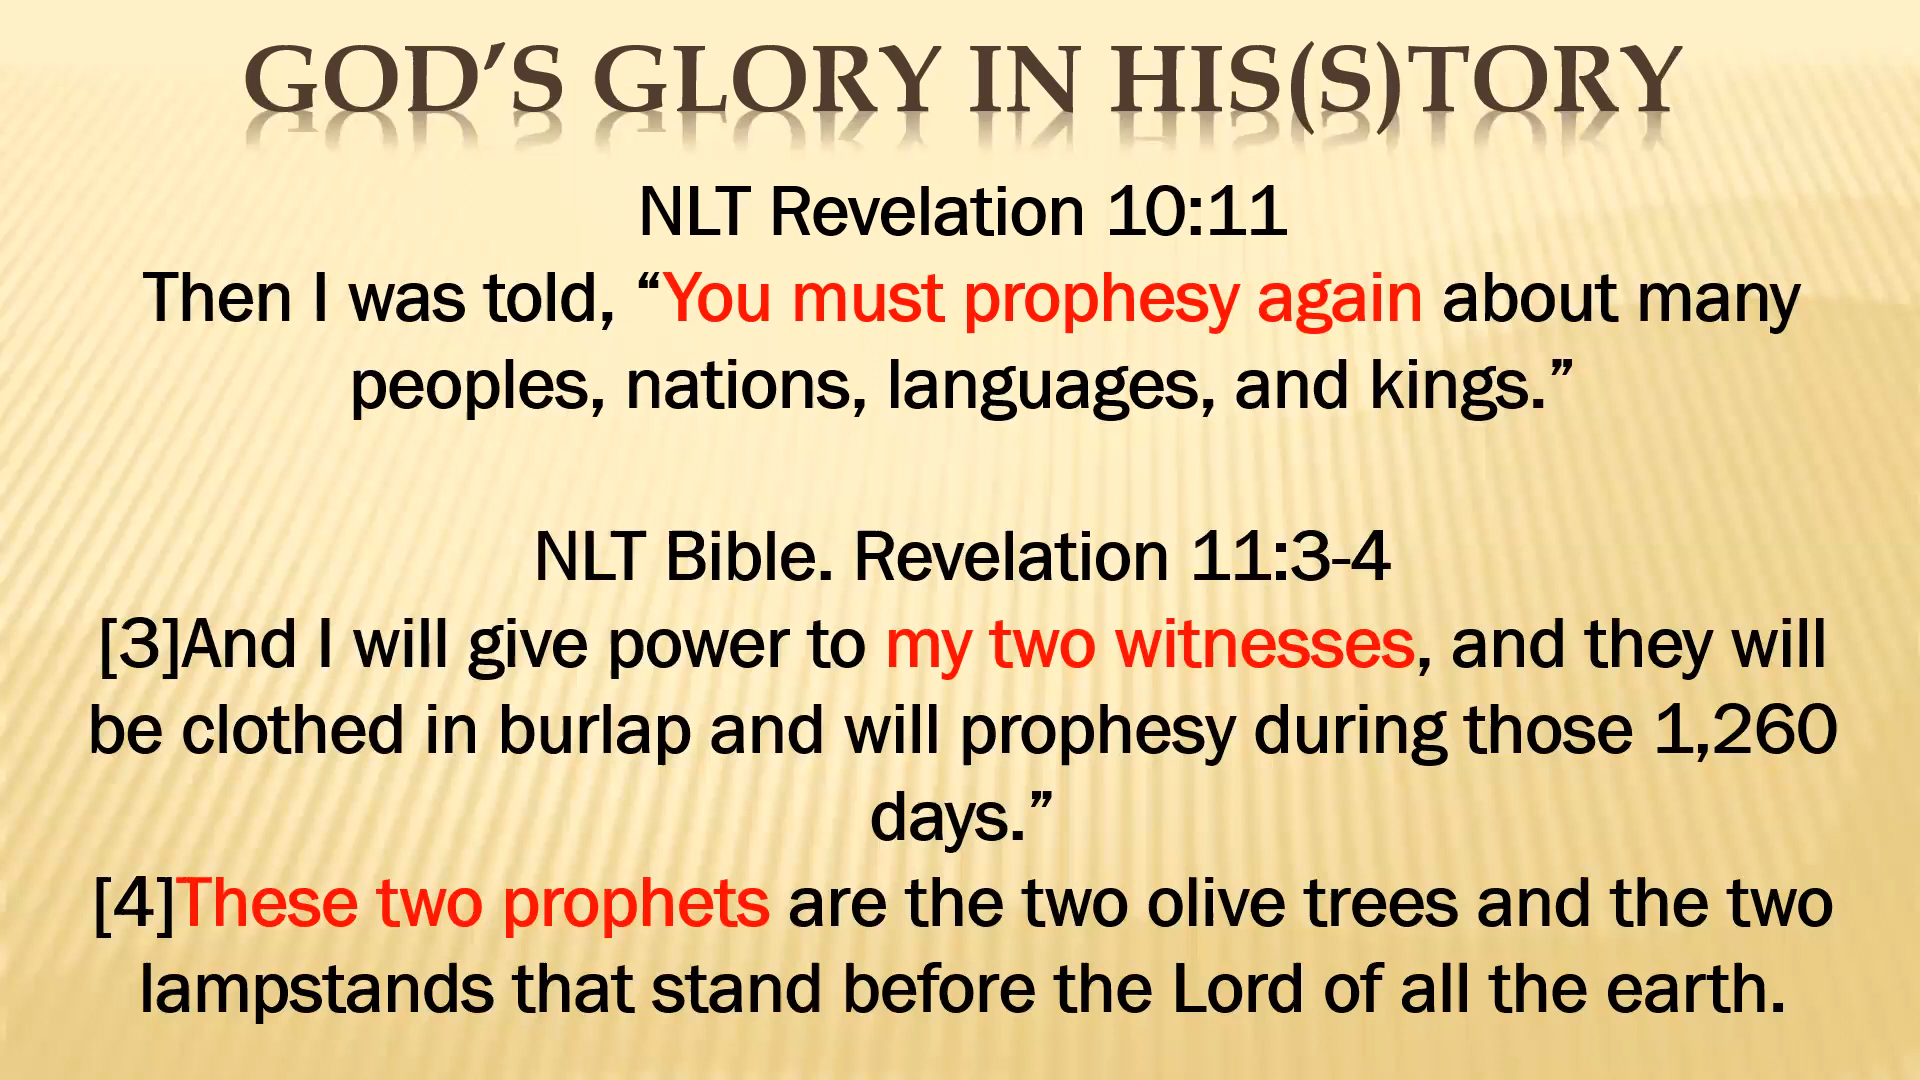 GOD’S GLORY IN HIS(S)TORY
NLT Revelation 10:11
Then I was told, “You must prophesy again about many
peoples, nations, languages, and kings.”
NLT Bible. Revelation 11:3-4
[3]And I will give power to my two witnesses, and they will
be clothed in burlap and will prophesy during those 1,260
days.”
[4]These two prophets are the two olive trees and the two
lampstands that stand before the Lord of all the earth.